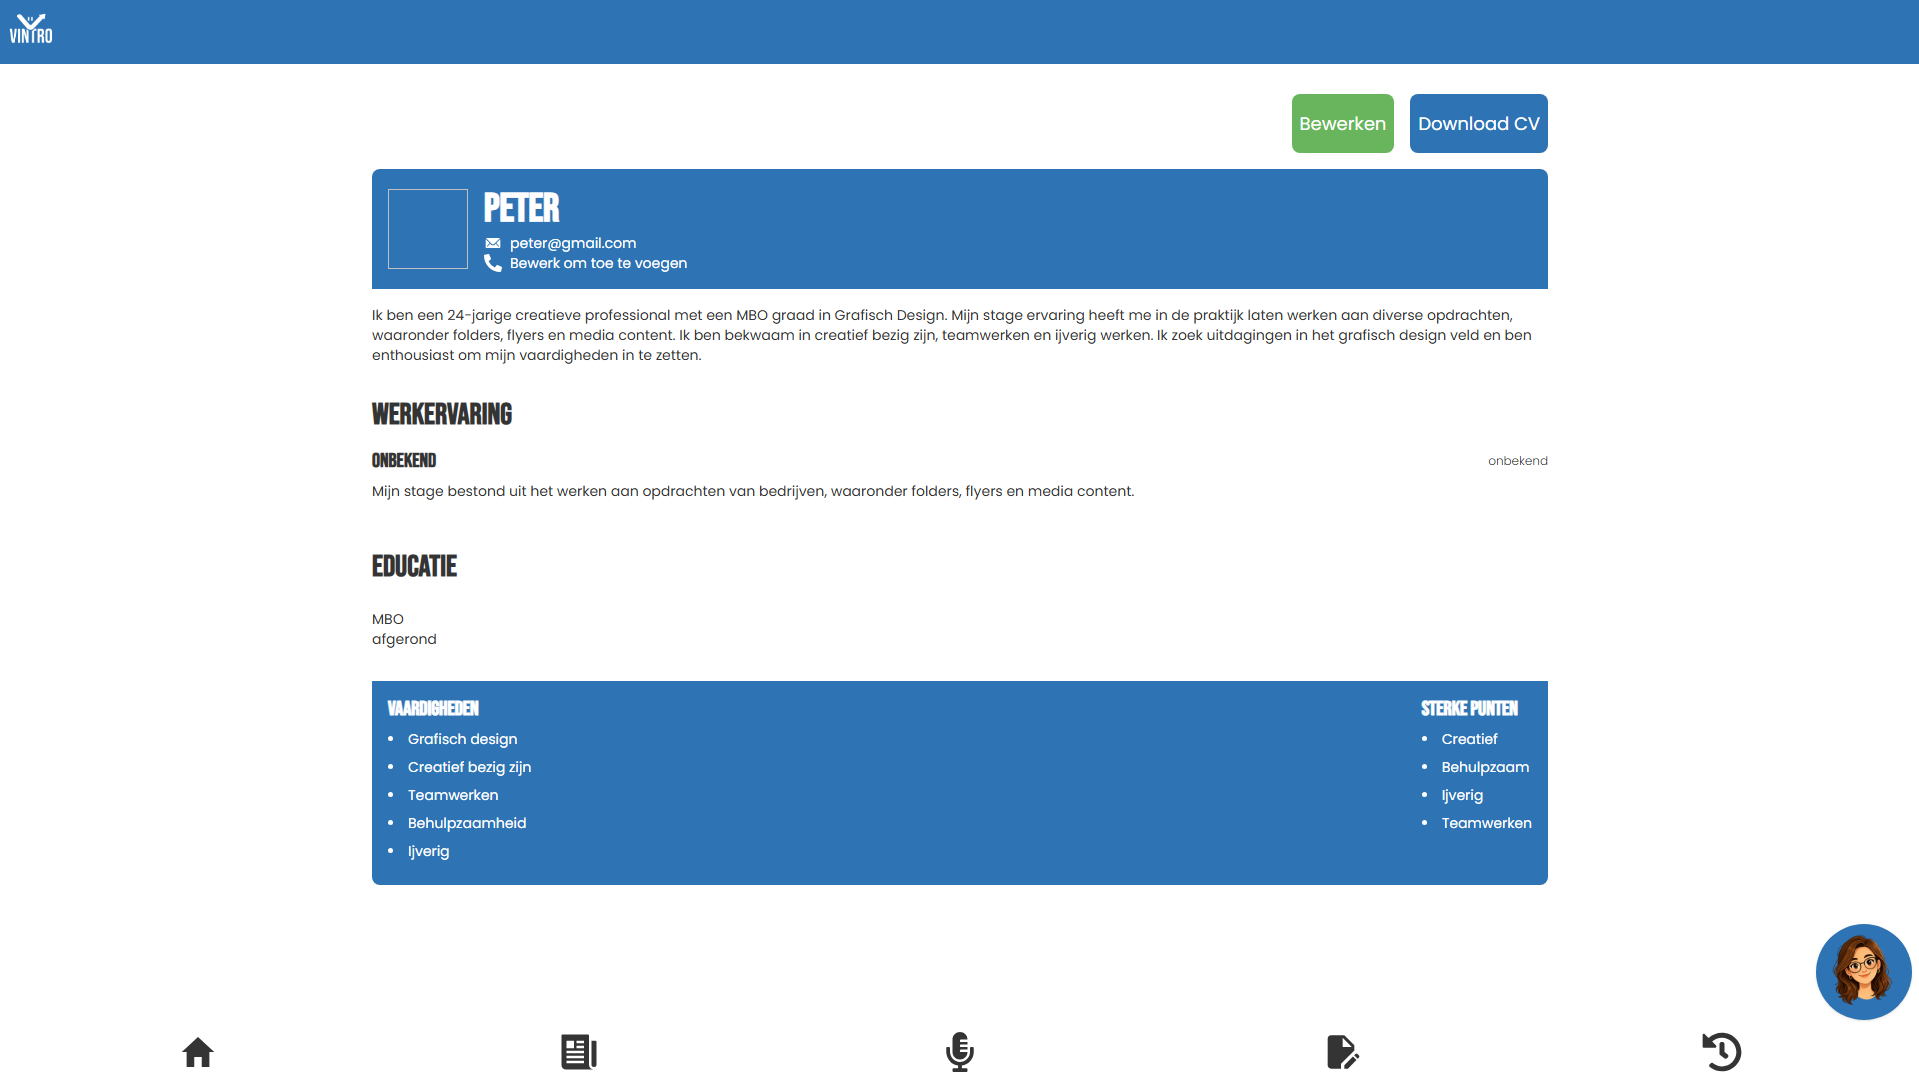 VINTRO
Bewerken
Download CV
PETER
peter@gmail.com
Bewerk om toe te voegen
Ik ben een 24-jarige creatieve professional met een MBO graad in Grafisch Design. Mijn stage ervaring heeft me in de praktijk laten werken aan diverse opdrachten,
waaronder folders, flyers en media content. Ik ben bekwaam in creatief bezig zijn, teamwerken en ijverig werken. Ik zoek uitdagingen in het grafisch design veld en ben
enthousiast om mijn vaardigheden in te zetten.
WERKERVARING
ONBEKEND
onbekend
Mijn stage bestond uit het werken aan opdrachten van bedrijven, waaronder folders, flyers en media content.
EDUCATIE
MBO
afgerond
VAARDIGHEDEN
• Grafisch design
• Creatief bezig zijn
• Teamwerken
• Behulpzaamheid
• Ijverig
STERKE PUNTEN
• Creatief
• Behulpzaam
• Ijverig
• Teamwerken